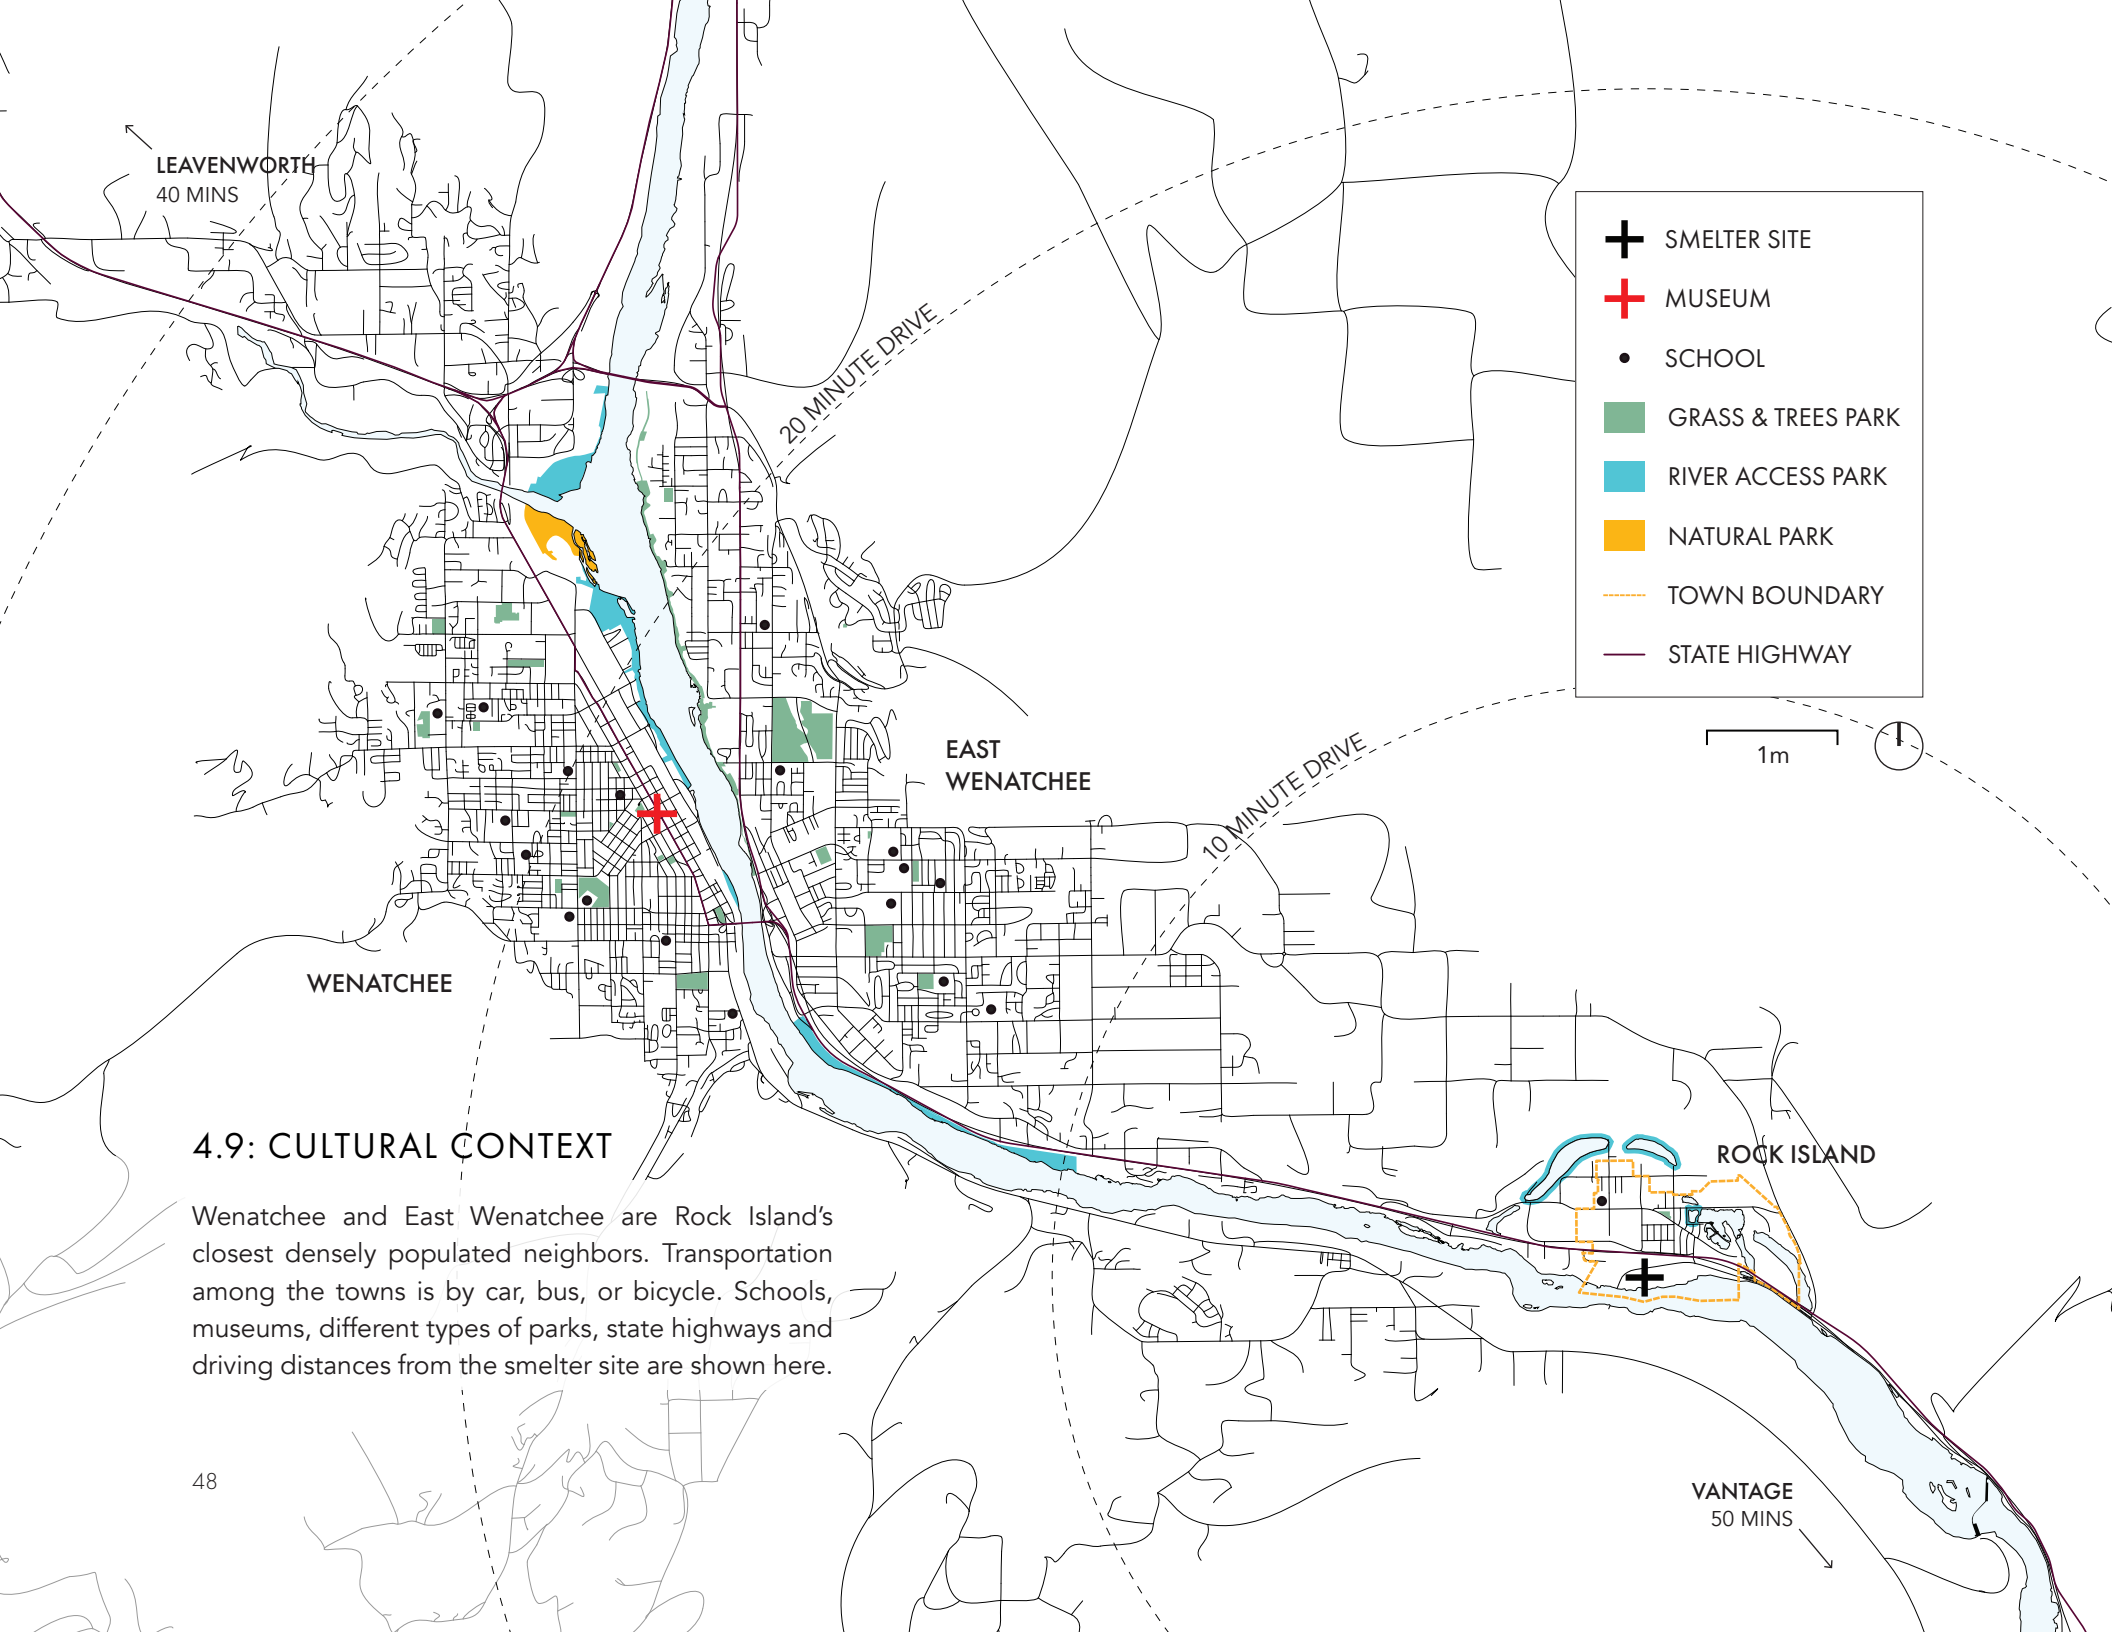 LEAVENWORTH
40 MINS
SMELTER SITE
MUSEUM
SCHOOL
GRASS & TREES PARK
RIVER ACCESS PARK
NATURAL PARK
TOWN BOUNDARY
STATE HIGHWAY
20 MINUTE DRIVE
1m
10 MINUTE DRIVE
EAST
WENATCHEE
WENATCHEE
ROCK ISLAND
4.9: CULTURAL CONTEXT
Wenatchee and East Wenatchee are Rock Island’s
closest densely populated neighbors. Transportation
among the towns is by car, bus, or bicycle. Schools,
museums, different types of parks, state highways and
driving distances from the smelter site are shown here.
48
VANTAGE
50 MINS